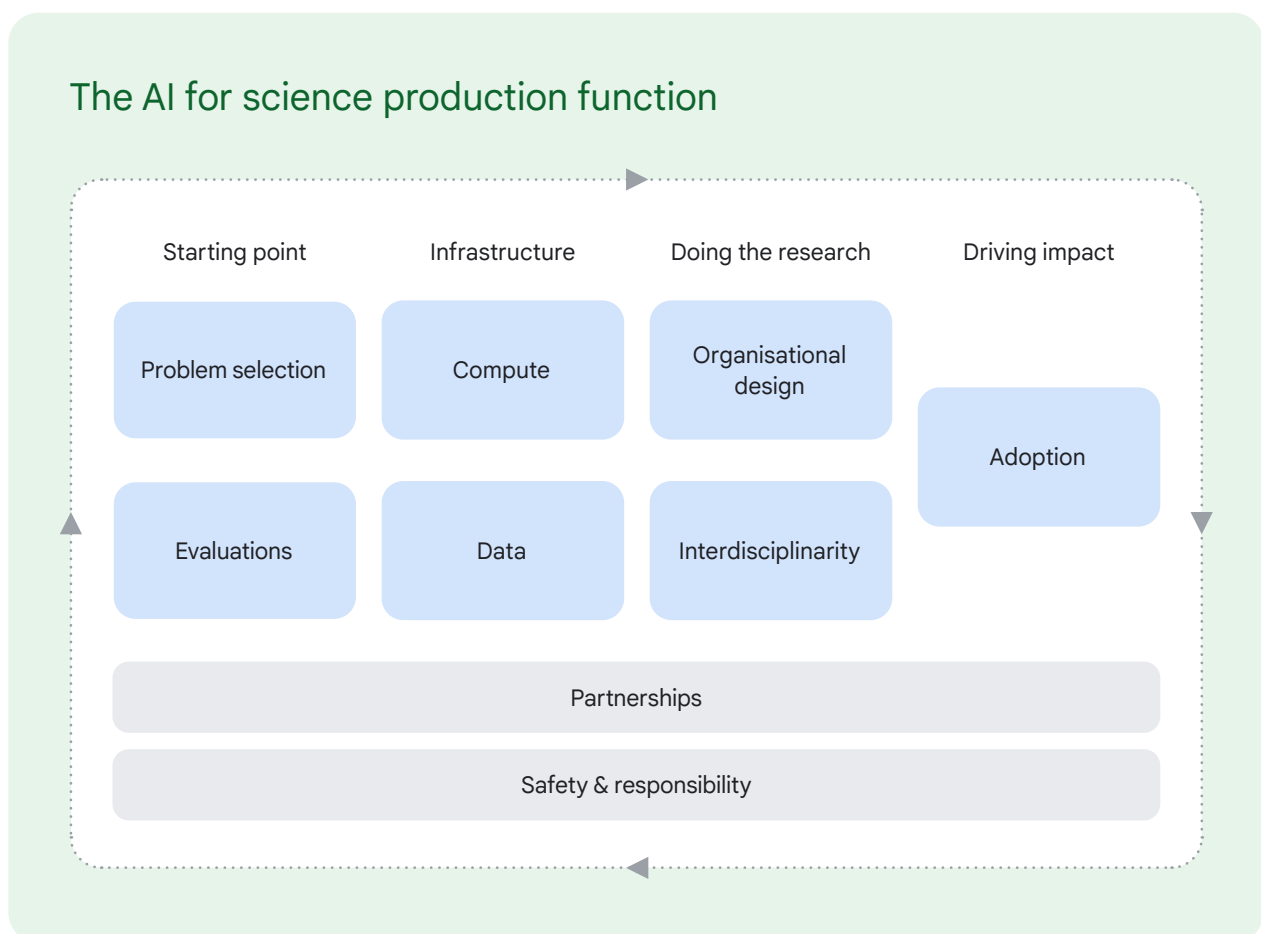 The AI for science production function
Starting point
Infrastructure
Doing the research
Driving impact
Problem selection
Compute
Organisational
design
Adoption
Evaluations
Data
Interdisciplinarity
Partnerships
Safety & responsibility